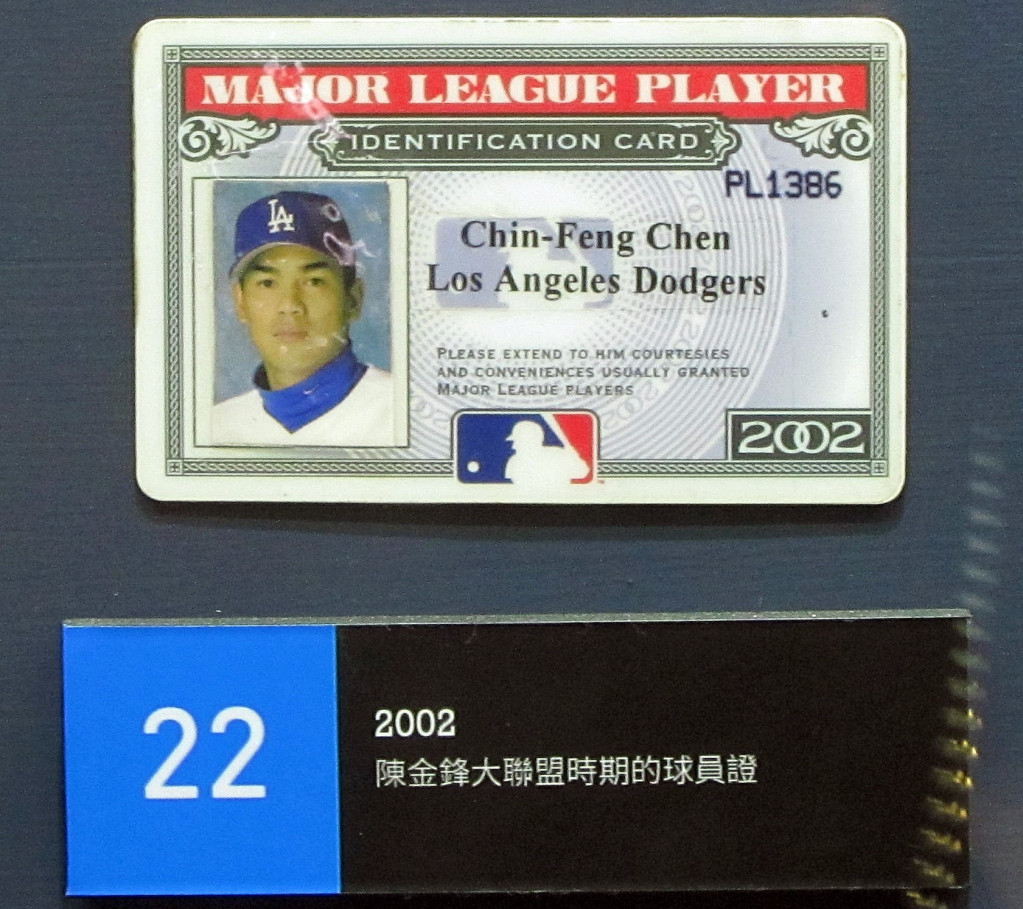 MAJOR LEAGUE PLAYER
IDENTIFICATION CARD
PL1386
LA
Chin-Feng Chen
Los Angeles Dodgers
PLEASE EXTEND TO HIM COURTESIES
AND CONVENIENCES USUALLY GRANTED
MAJOR LEAGUE PLAYERS
2002
22
2002
陳金鋒大聯盟時期的球員證